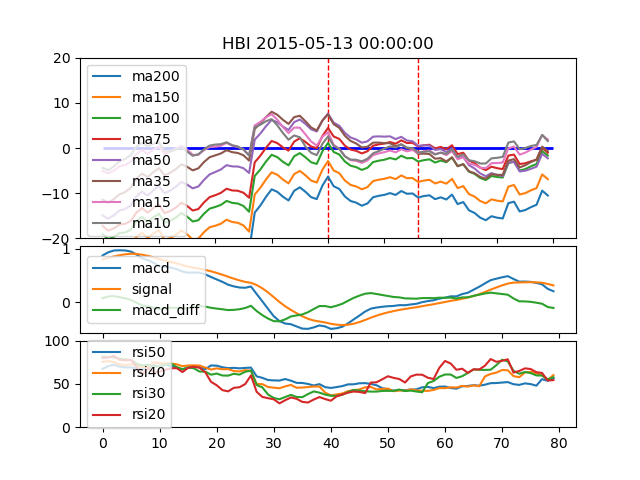 HBI 2015-05-13 00:00:00
20
10
0
−10
−20
ma200
ma150
ma100
ma75
ma50
ma35
ma15
ma10
1
0
macd
signal
macd_diff
100
50
0
rsi50
rsi40
rsi30
rsi20
0 10 20 30 40 50 60 70 80